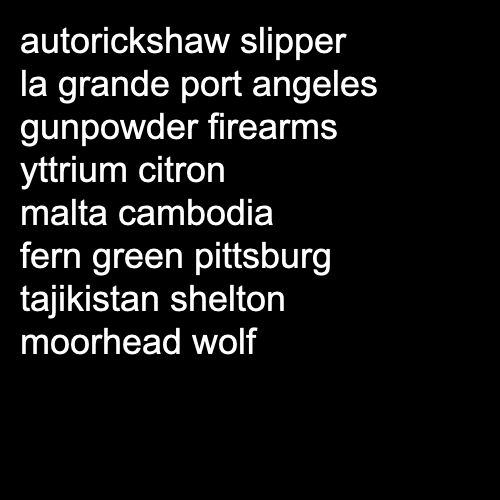 autorickshaw slipper
la grande port angeles
gunpowder firearms
yttrium citron
malta cambodia
fern green pittsburg
tajikistan shelton
moorhead wolf